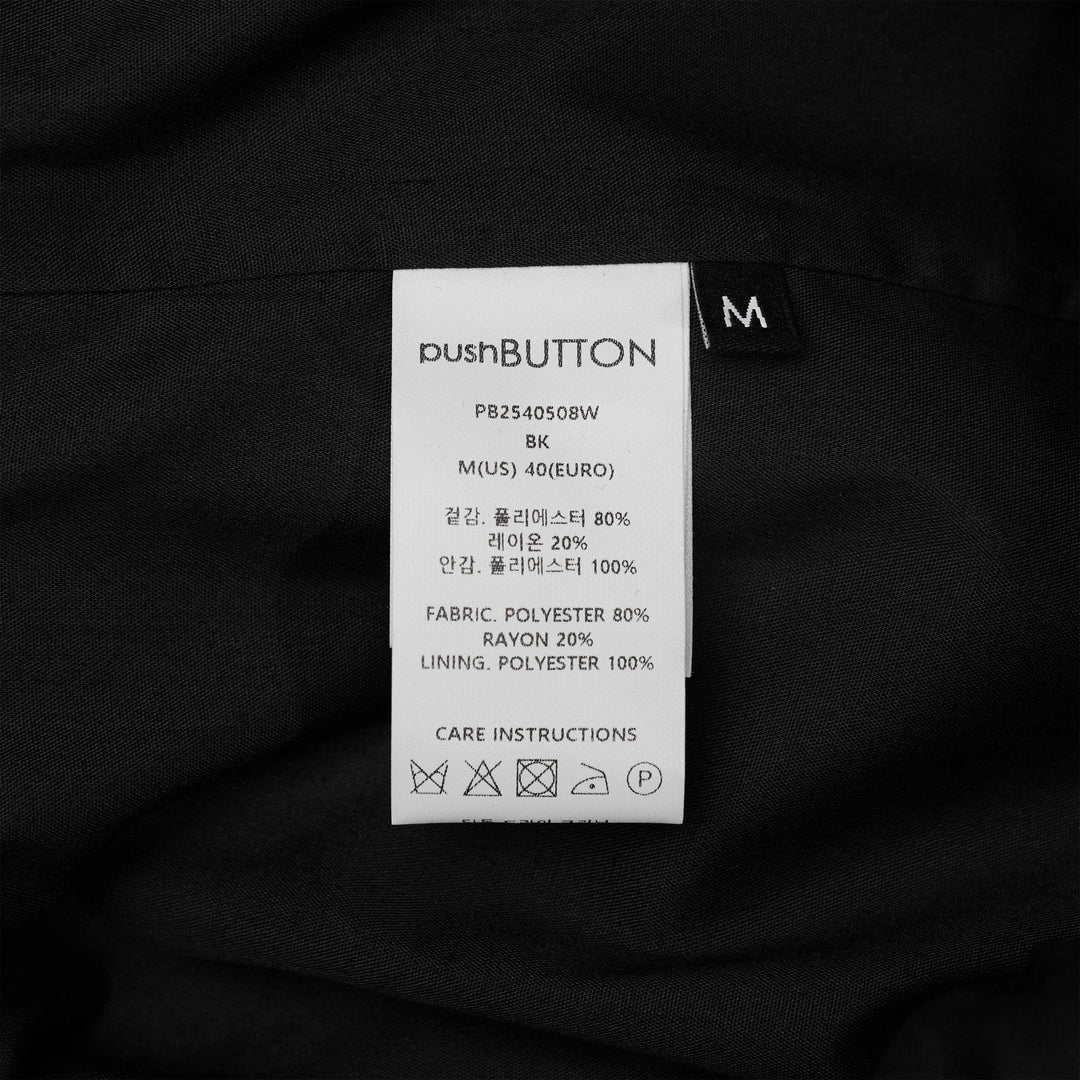 pushBUTTON
M
PB2540508W
BK
M(US) 40(EURO)
겉감. 폴리에스터 80%
레이온 20%
안감. 폴리에스터 100%
FABRIC. POLYESTER 80%
RAYON 20%
LINING. POLYESTER 100%
CARE INSTRUCTIONS
P